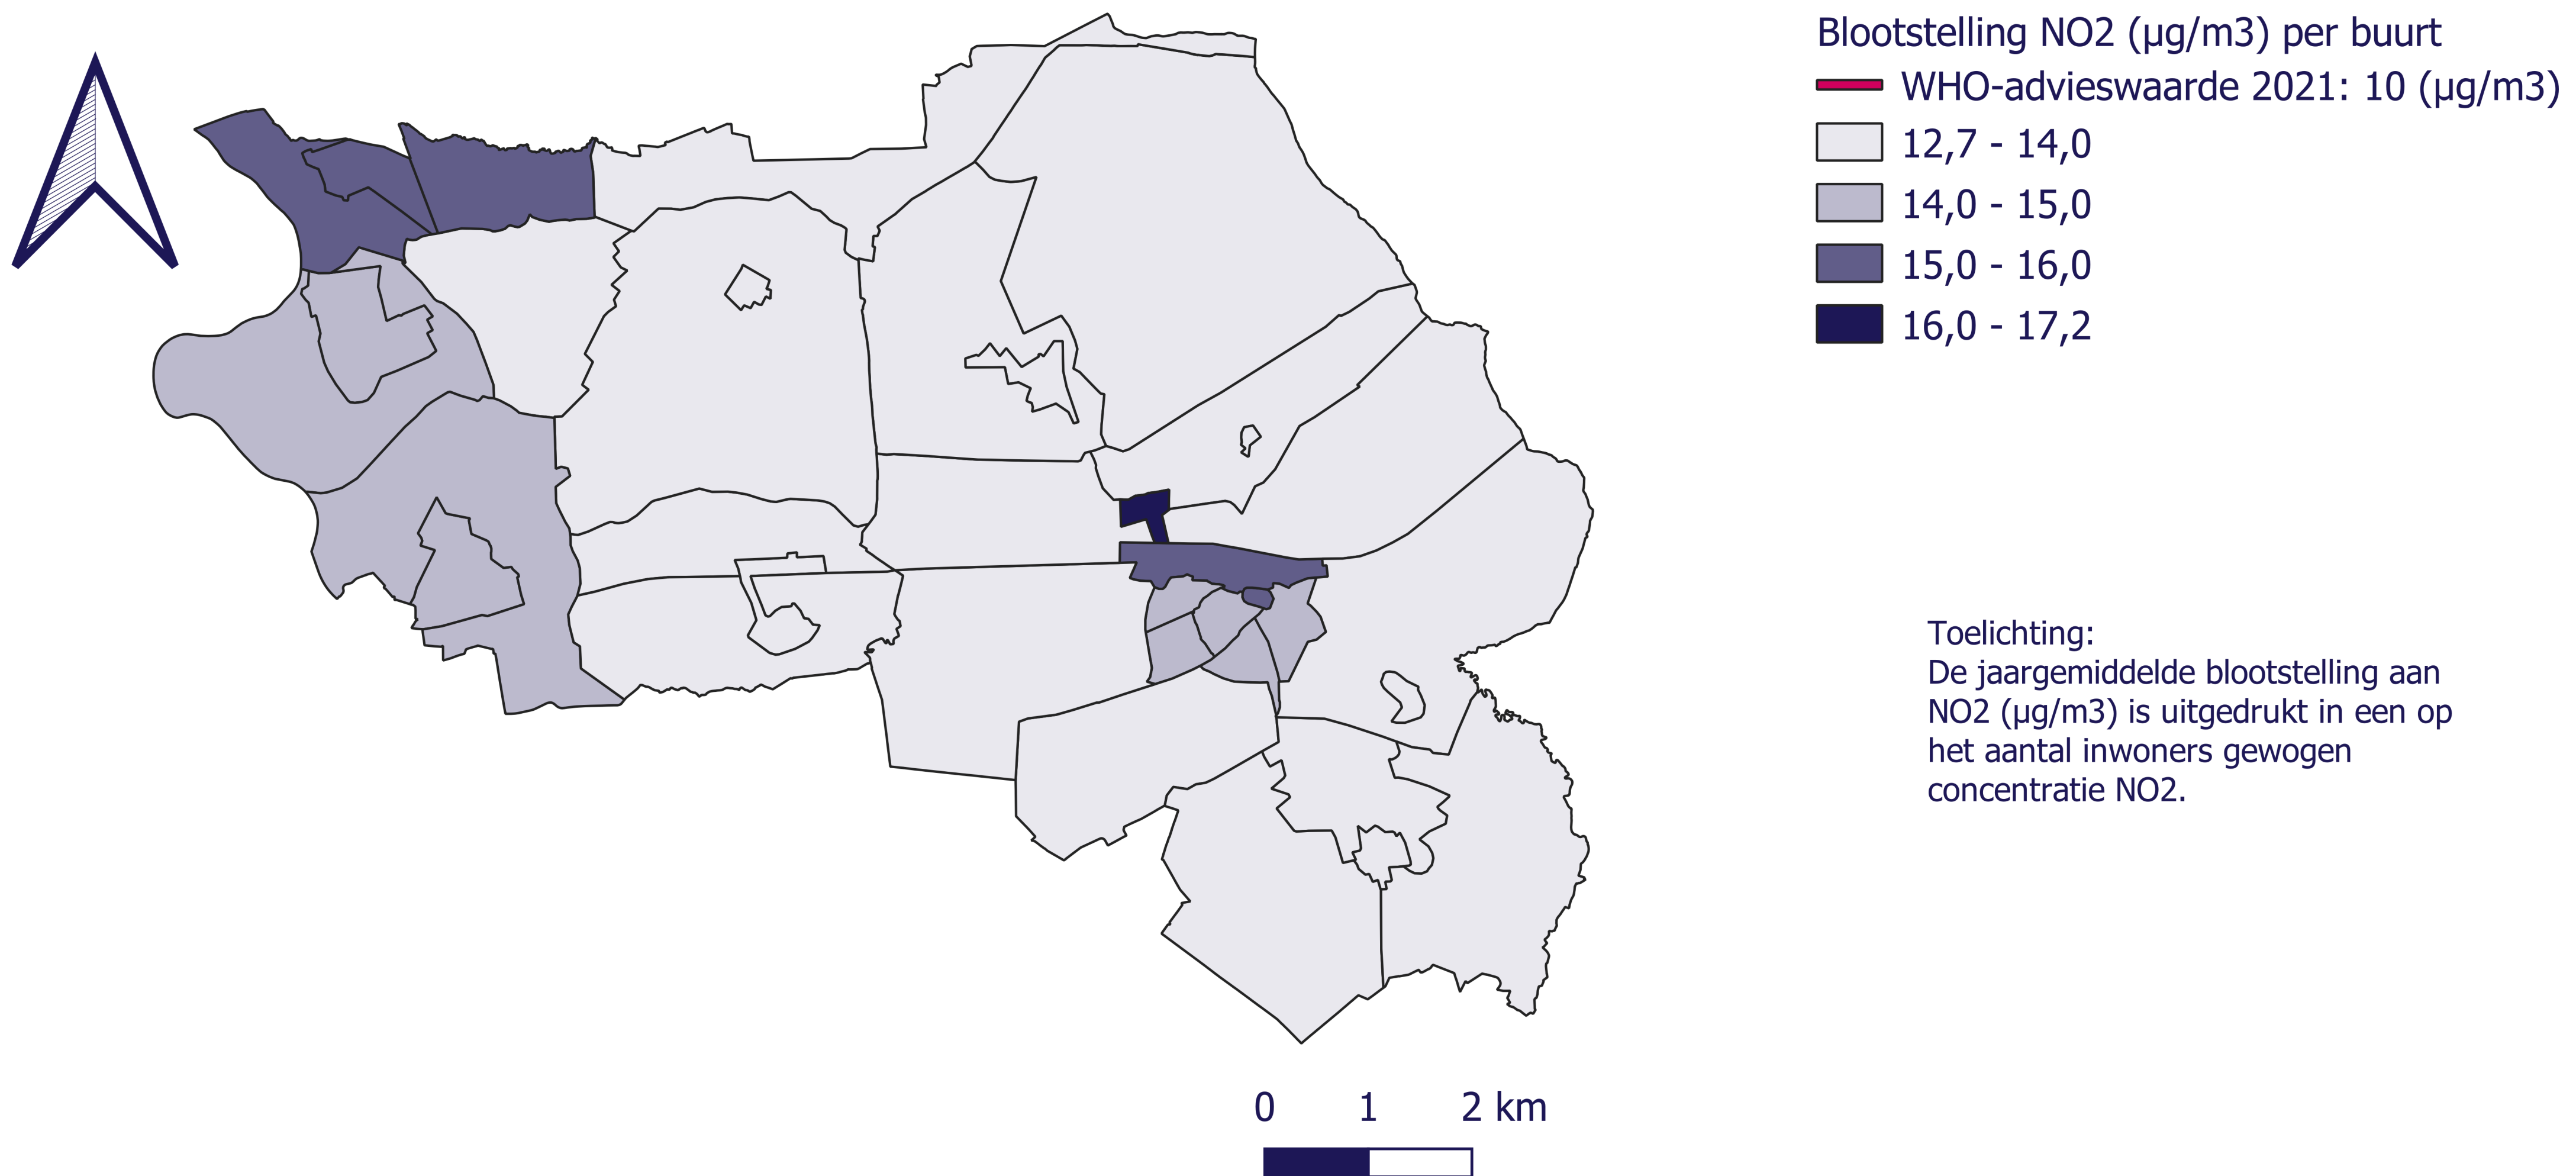 Blootstelling NO2 (µg/m3) per buurt
WHO-advieswaarde 2021: 10 (µg/m3)
12,7 - 14,0
14,0 - 15,0
15,0 - 16,0
16,0 - 17,2
Toelichting:
De jaargemiddelde blootstelling aan
NO2 (µg/m3) is uitgedrukt in een op
het aantal inwoners gewogen
concentratie NO2.
0 1 2 km